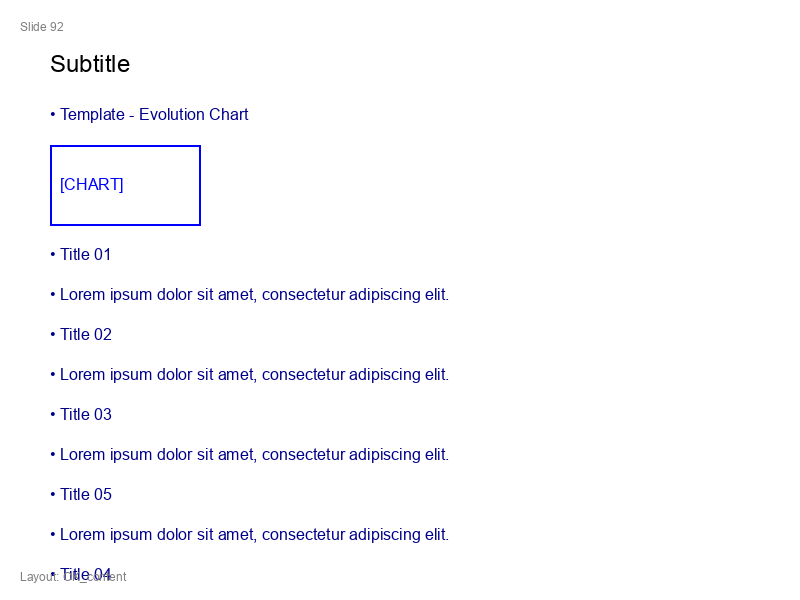 Slide 92
Subtitle
• Template - Evolution Chart
[CHART]
• Title 01
• Lorem ipsum dolor sit amet, consectetur adipiscing elit.
• Title 02
• Lorem ipsum dolor sit amet, consectetur adipiscing elit.
• Title 03
• Lorem ipsum dolor sit amet, consectetur adipiscing elit.
• Title 05
• Lorem ipsum dolor sit amet, consectetur adipiscing elit.
• Title 04
Layout: